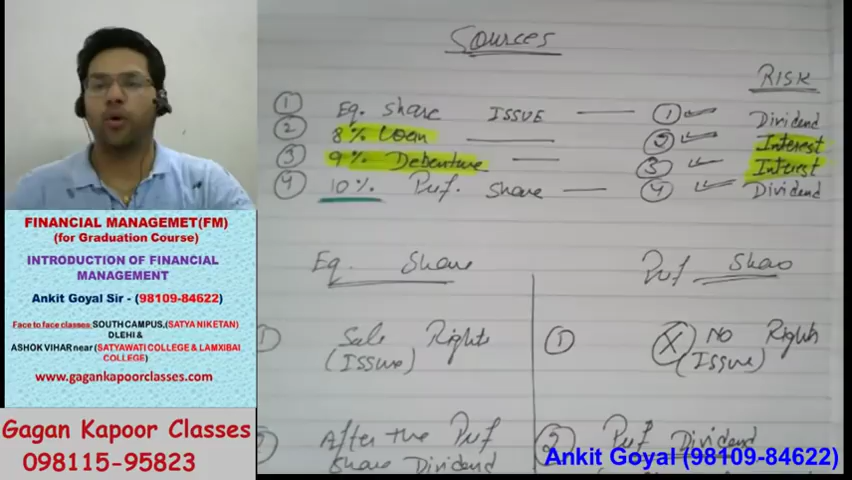 Sources
RISK
① Eq. Share ISSUE — ① Dividend
② 8% Loan — ② Interest
③ 9% Debenture — ③ Interest
④ 10% Pref. Share — ④ Dividend
Eq. Share
Pref Share
① Sale Rights
(Issue)
① X No Rights
(Issue)
② After the Pref
Share Dividend
② Pref Dividend
FINANCIAL MANAGEMET(FM)
(for Graduation Course)
INTRODUCTION OF FINANCIAL
MANAGEMENT
Ankit Goyal Sir - (98109-84622)
Face to face classes: SOUTH CAMPUS,(SATYA NIKETAN)
DLEHI &
ASHOK VIHAR near (SATYAWATI COLLEGE & LAMXIBAI
COLLEGE)
www.gagankapoorclasses.com
Gagan Kapoor Classes
098115-95823
Ankit Goyal (98109-84622)